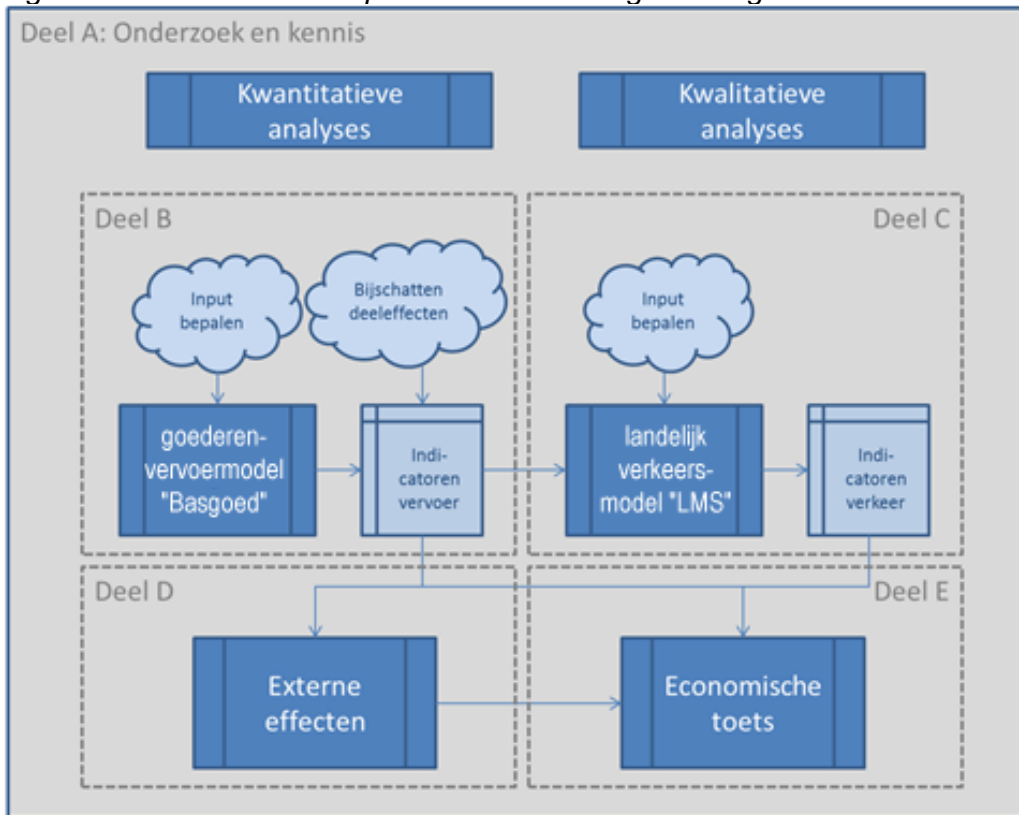 Deel A: Onderzoek en kennis
Kwantitatieve
analyses
Kwalitatieve
analyses
Deel B
Input
bepalen
Bijschatten
deeleffecten
goederen-
vervoermodel
"Basgoed"
Indi-
catoren
vervoer
Deel C
Input
bepalen
landelijk
verkeers-
model "LMS"
Indi-
catoren
verkeer
Deel D
Externe
effecten
Deel E
Economische
toets